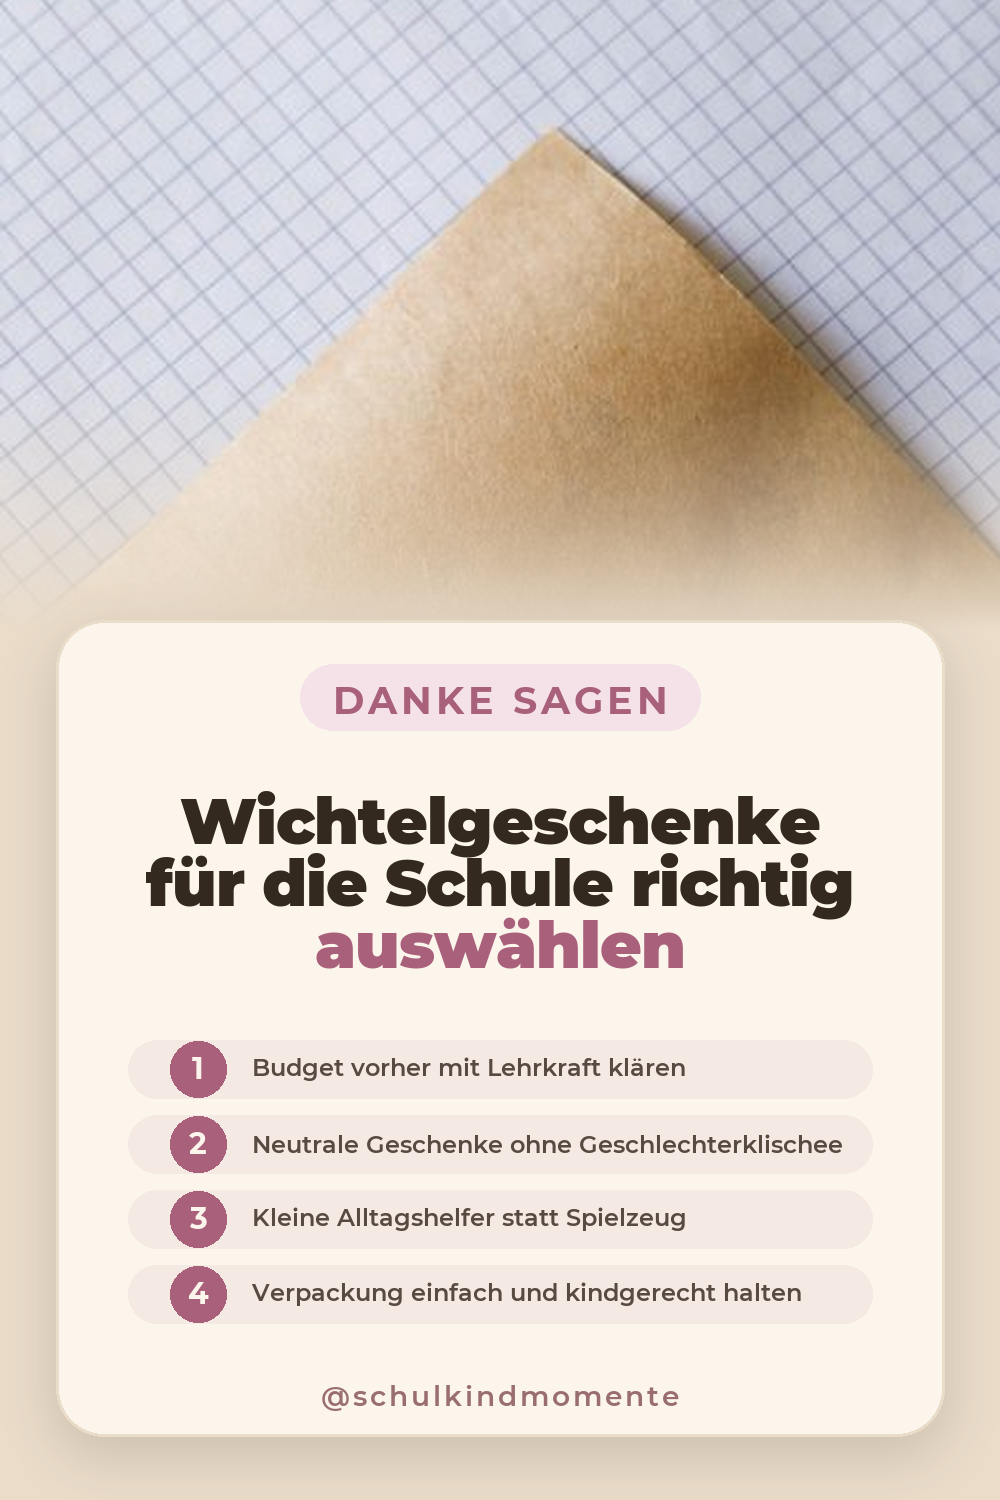 DANKE SAGEN
Wichtelgeschenke
für die Schule richtig
auswählen
1 Budget vorher mit Lehrkraft klären
2 Neutrale Geschenke ohne Geschlechterklischee
3 Kleine Alltagshelfer statt Spielzeug
4 Verpackung einfach und kindgerecht halten
@schulkindmomente